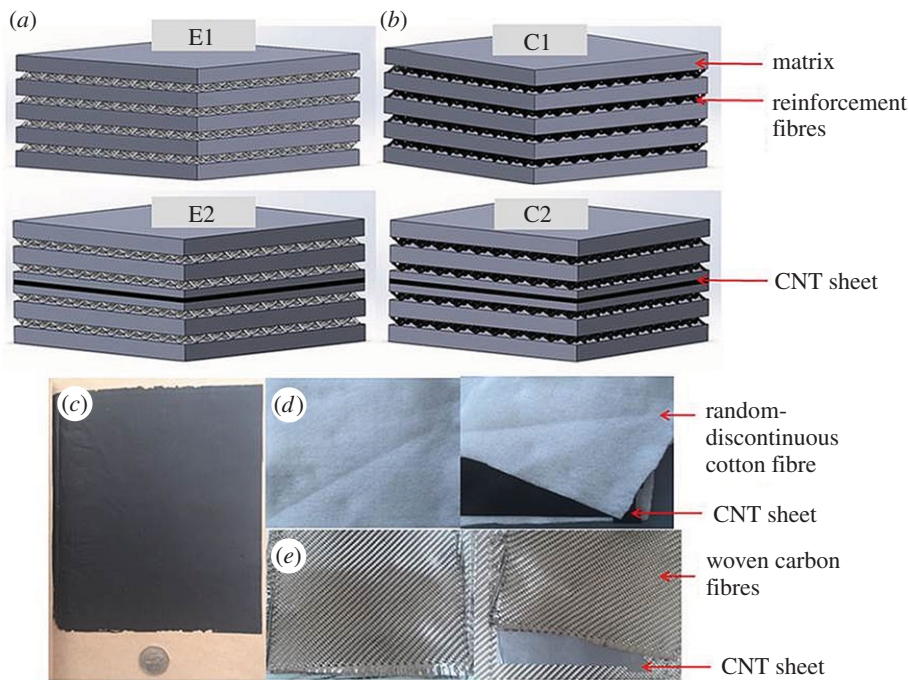 (a)
E1
(b)
C1
matrix
reinforcement
fibres
E2
C2
CNT sheet
(c)
(d)
random-
discontinuous
cotton fibre
CNT sheet
(e)
woven carbon
fibres
CNT sheet